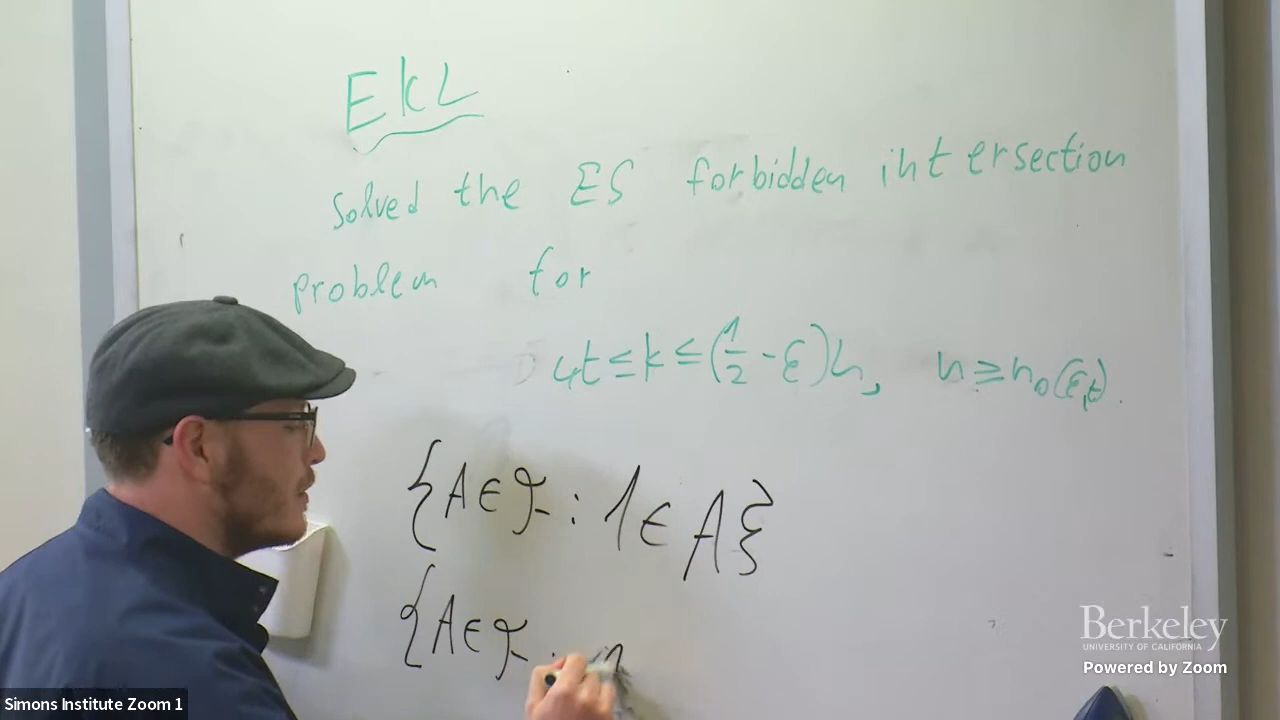 EKL
solved the ES forbidden intersection
problem for
4t ≤ k ≤ (1/2 - ε)n, n ≥ n₀(ε,t).
{A ∈ F : 1 ∈ A}
{A ∈ F : 1
Berkeley
UNIVERSITY OF CALIFORNIA
Powered by Zoom
Simons Institute Zoom 1